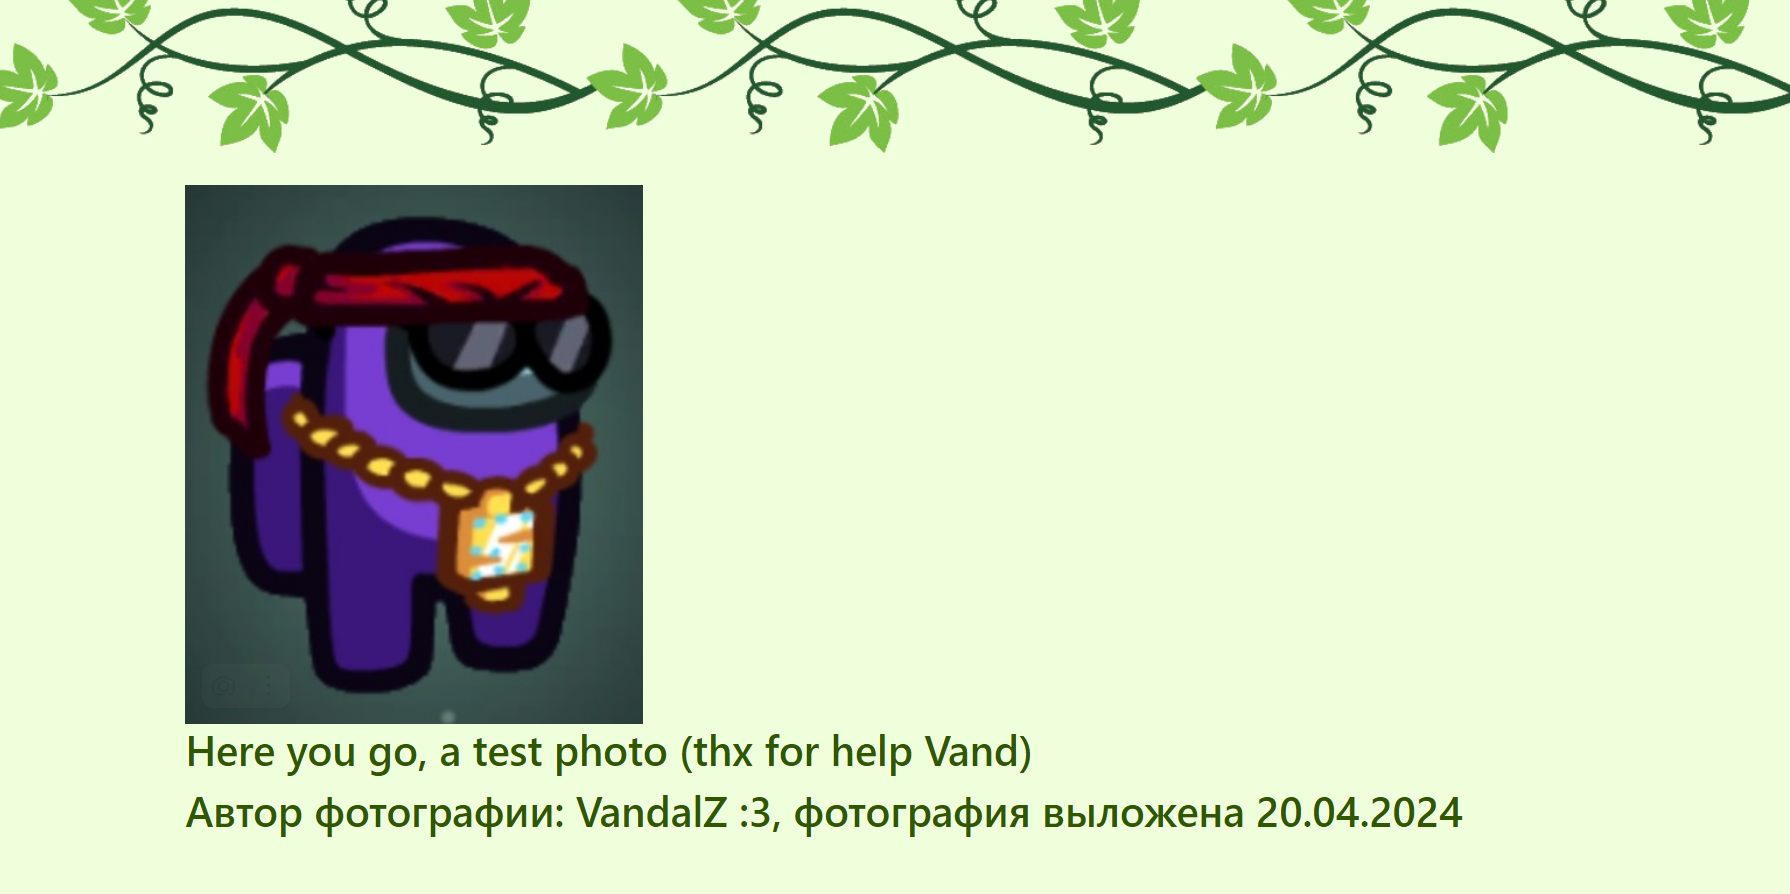 Here you go, a test photo (thx for help Vand)
Автор фотографии: VandalZ :3, фотография выложена 20.04.2024